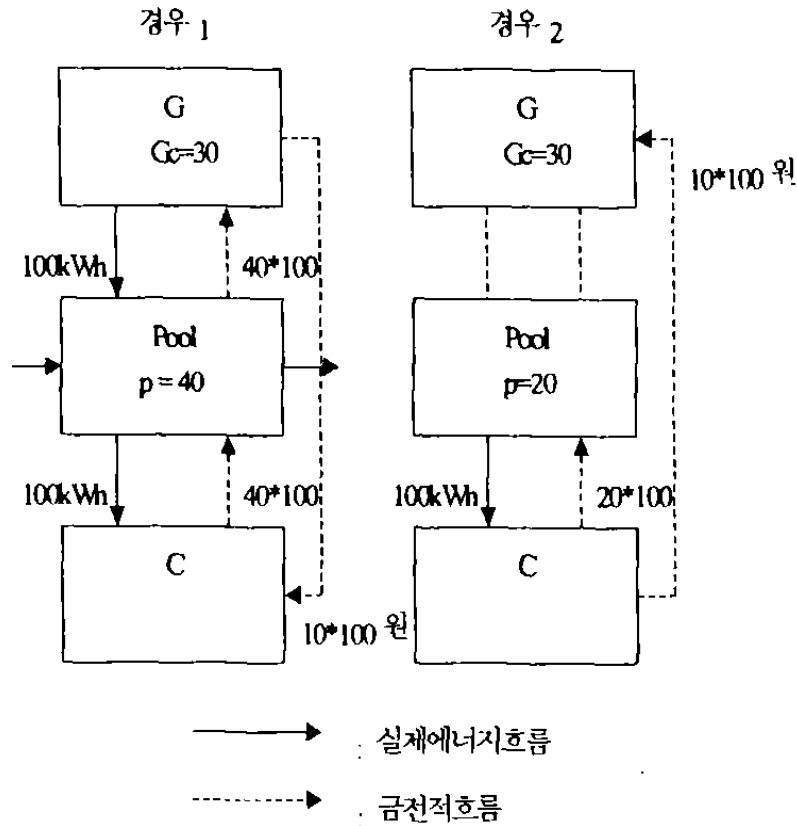 경우 1
G
Gc=30
100kWh
40*100
Pool
p = 40
100kWh
40*100
C
10*100 원
경우 2
G
Gc=30
10*100 원
Pool
p=20
100kWh
20*100
C
: 실제에너지흐름
: 금전적흐름